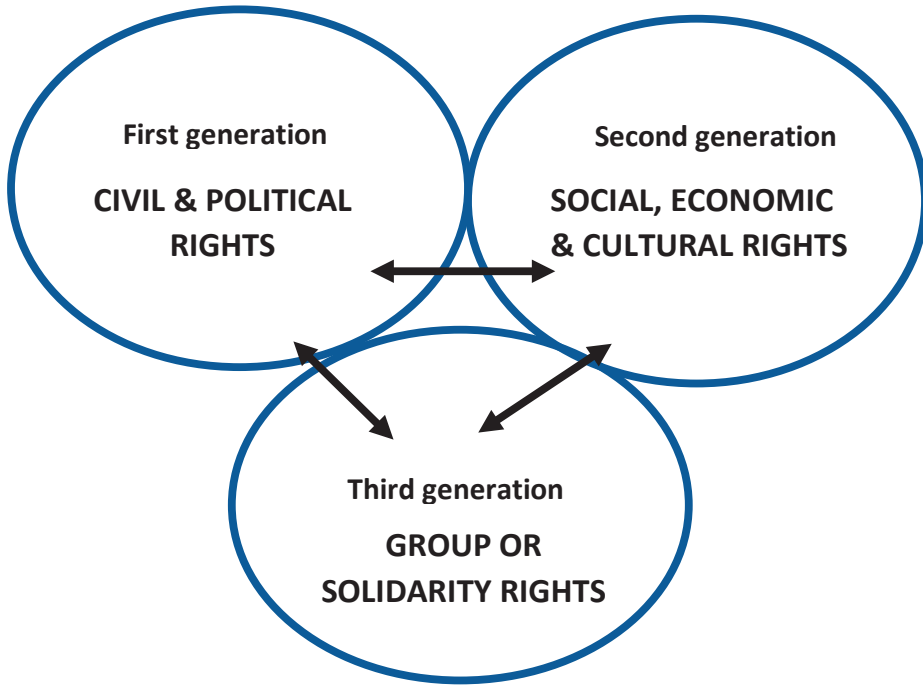 First generation
CIVIL & POLITICAL
RIGHTS
Second generation
SOCIAL, ECONOMIC
& CULTURAL RIGHTS
Third generation
GROUP OR
SOLIDARITY RIGHTS